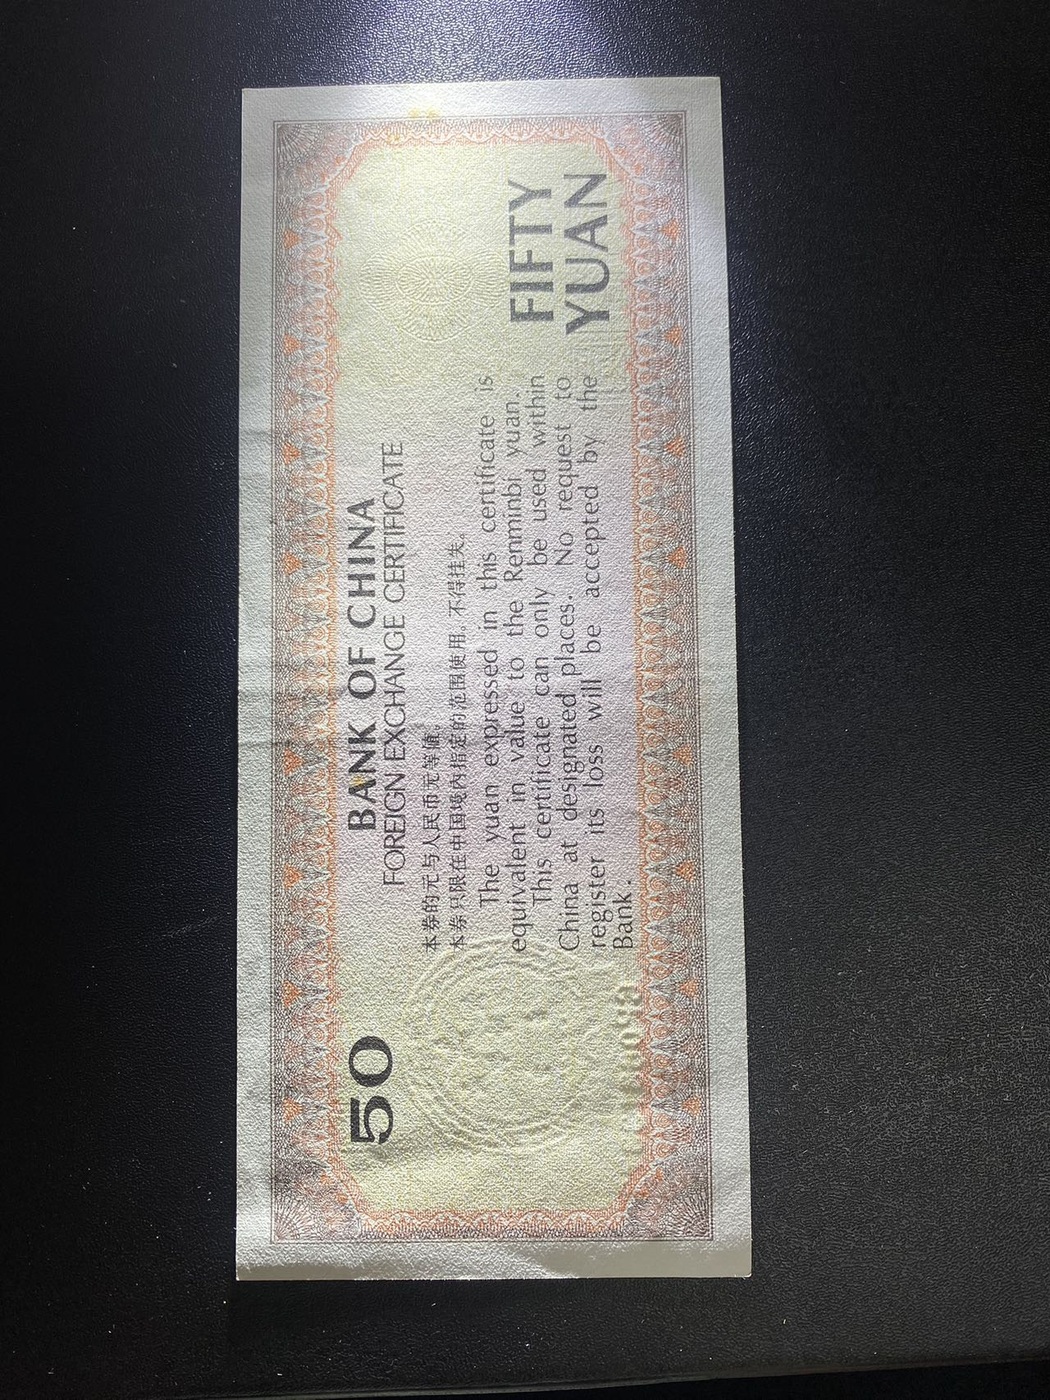 BANK OF CHINA
FOREIGN EXCHANGE CERTIFICATE
50
本券的元与人民币元等值。
本券只限在中国境内指定的范围使用,不得挂失。
The yuan expressed in this certificate is
equivalent in value to the Renminbi yuan.
This certificate can only be used within
China at designated places. No request to
register its loss will be accepted by the
Bank.
FIFTY
YUAN